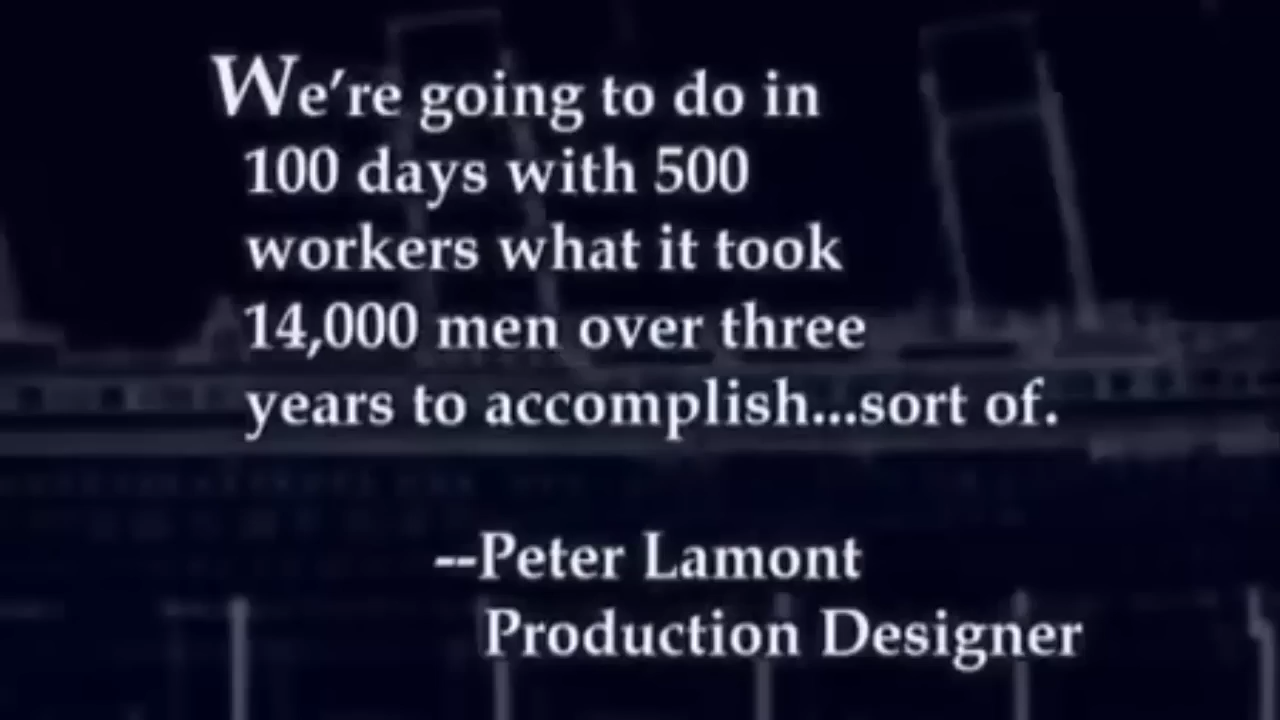 We're going to do in
100 days with 500
workers what it took
14,000 men over three
years to accomplish...sort of.
--Peter Lamont
Production Designer